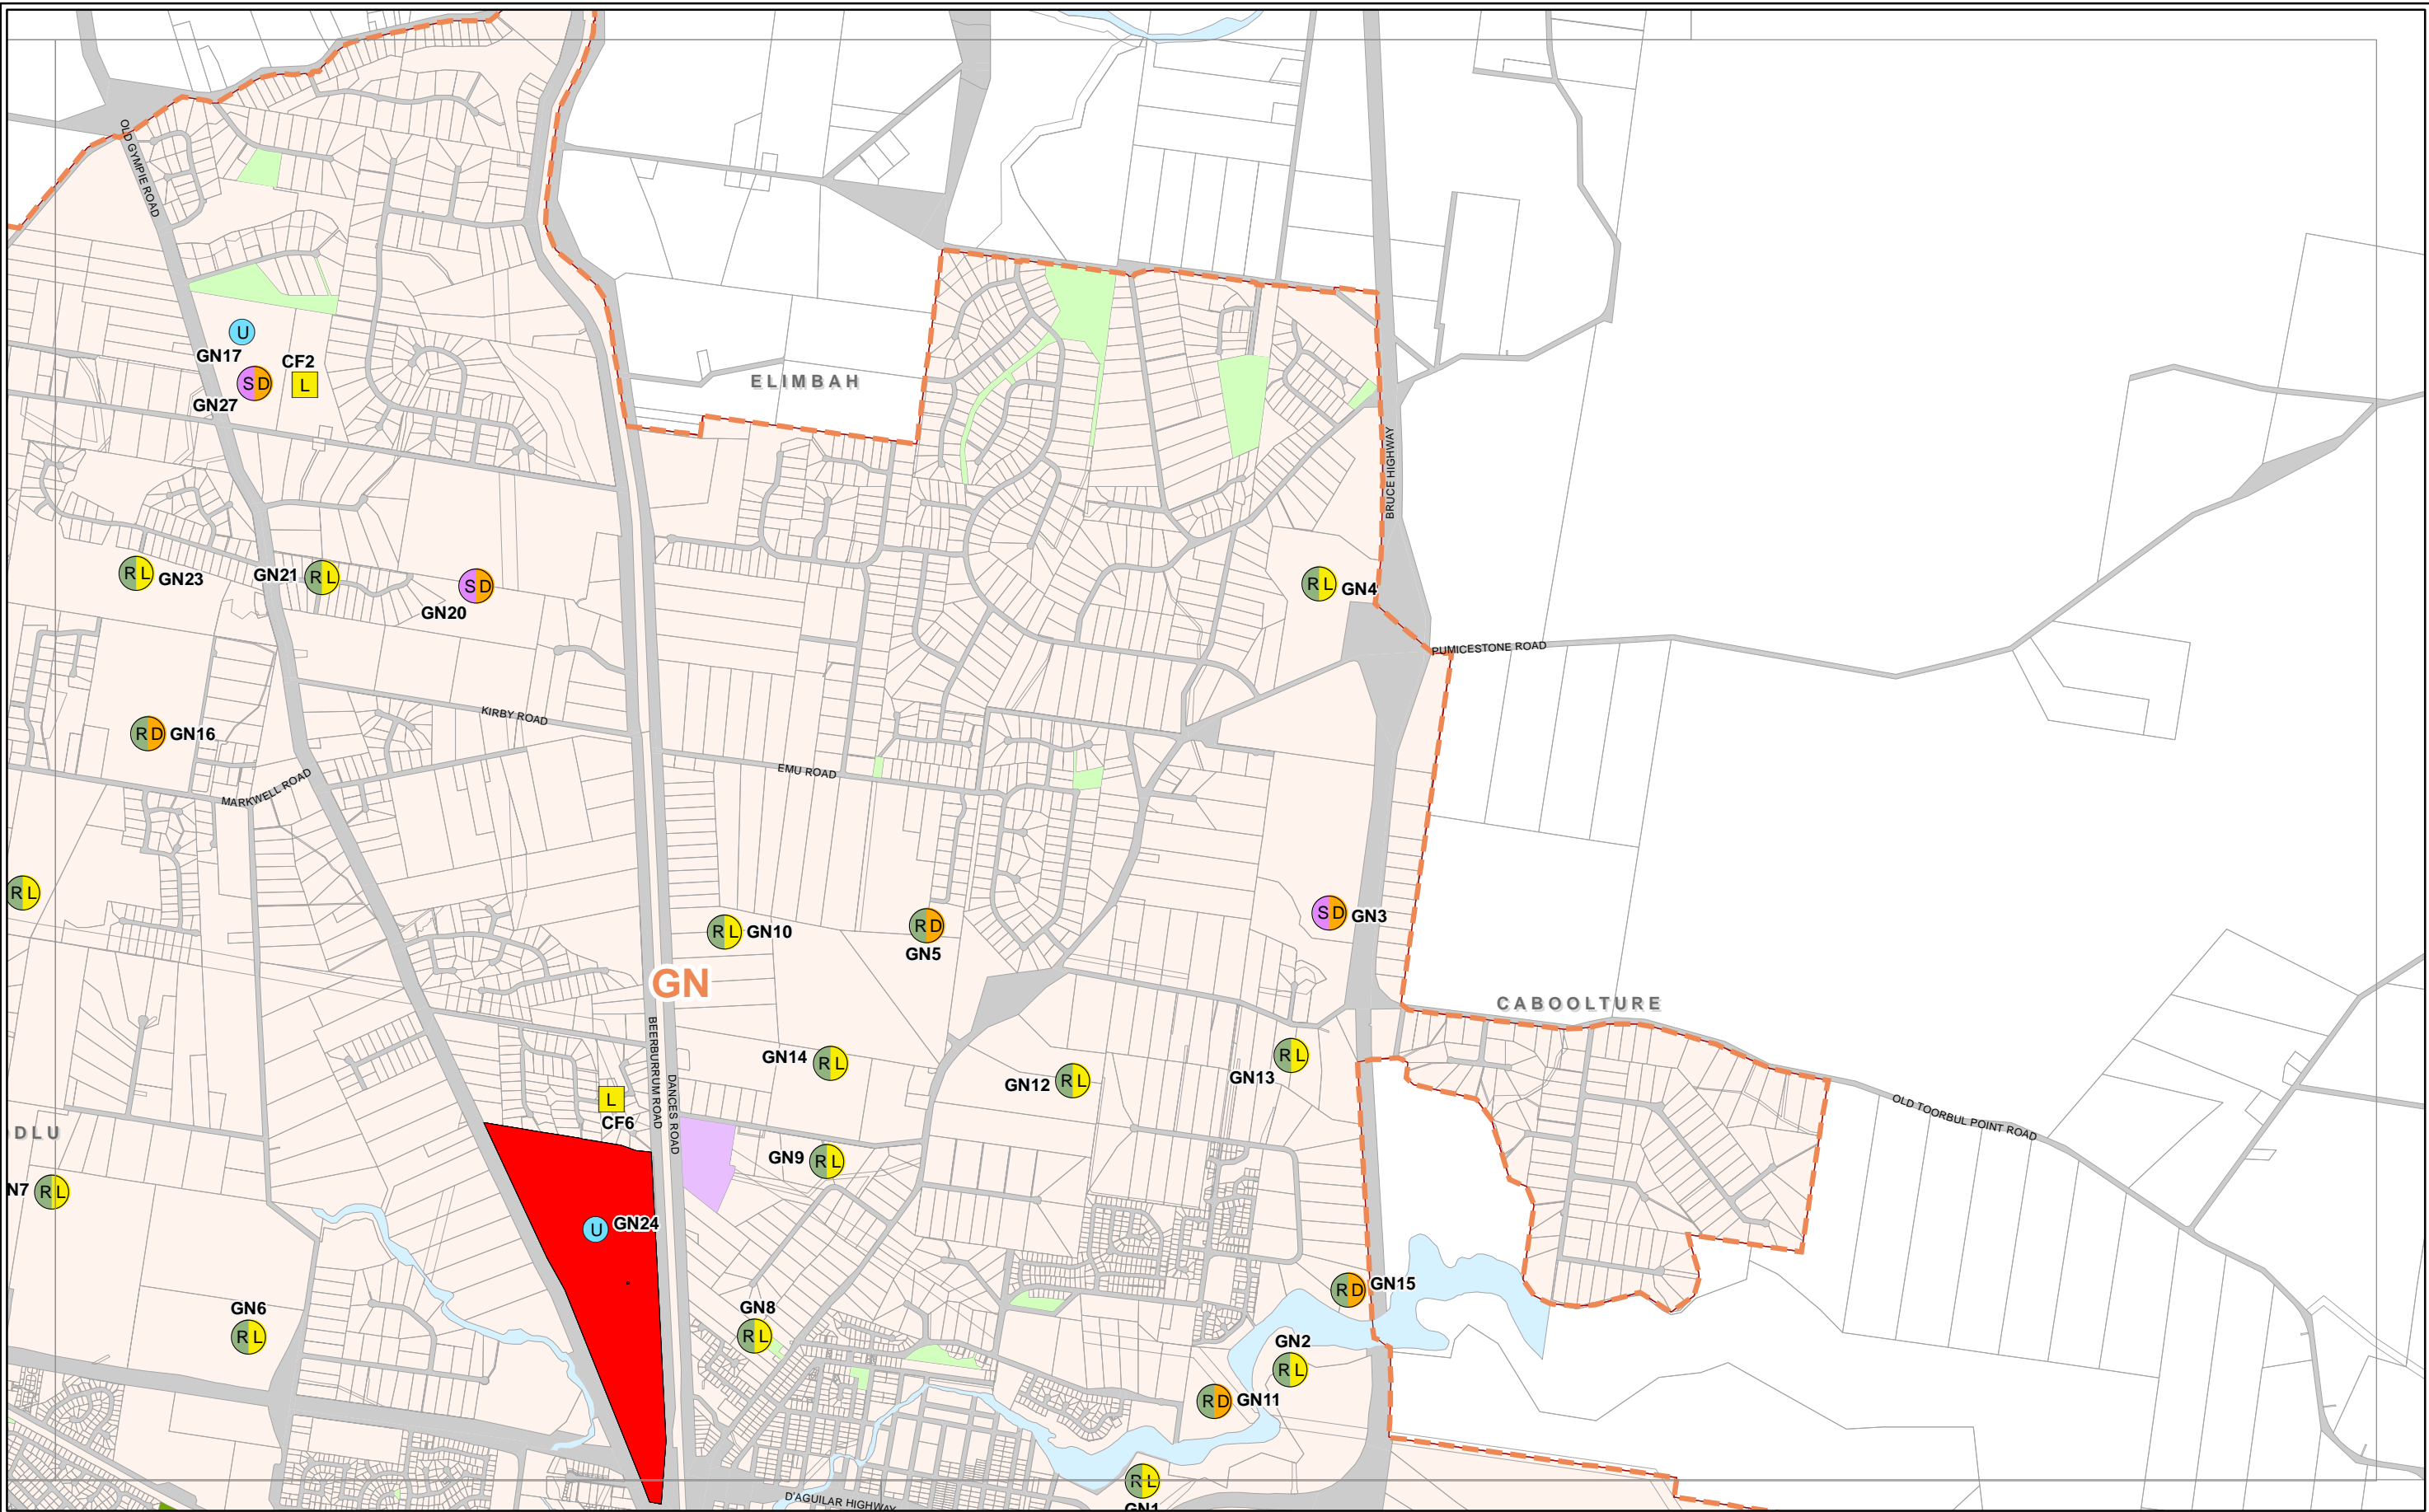 OLD GYMPIE ROAD
U
GN17
CF2
S D
L
GN27
ELIMBAH
BRUCE HIGHWAY
R L
GN23
GN21
R L
S D
GN20
R L
GN4
PUMICESTONE ROAD
KIRBY ROAD
R D
GN16
EMU ROAD
MARKWELL ROAD
R L
R L
GN10
R D
GN5
S D
GN3
GN
CABOOLTURE
BEERBURRUM ROAD
DANCES ROAD
GN14
R L
GN12
R L
GN13
R L
L
CF6
OLD TOORBUL POINT ROAD
DLU
GN9
R L
N7
R L
U
GN24
R D
GN15
GN6
R L
GN8
R L
GN2
R L
R D
GN11
R L
GN1
D'AGUILAR HIGHWAY